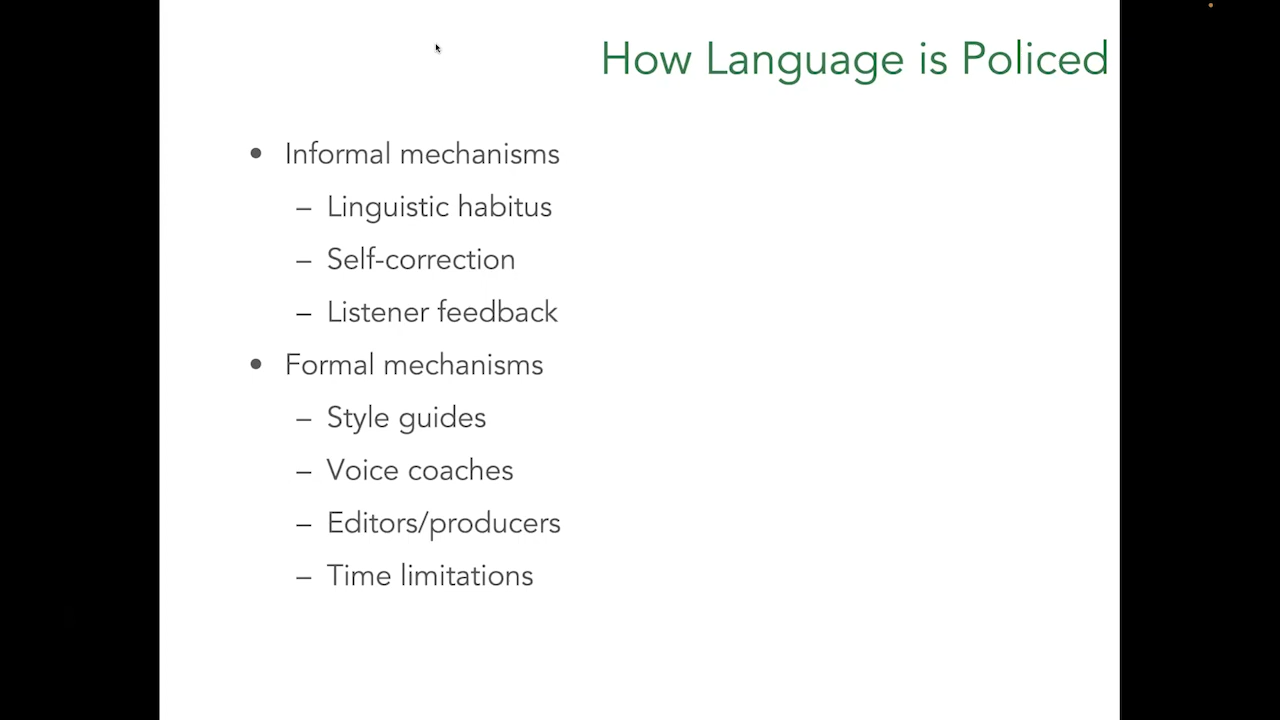 How Language is Policed
• Informal mechanisms
– Linguistic habitus
– Self-correction
– Listener feedback
• Formal mechanisms
– Style guides
– Voice coaches
– Editors/producers
– Time limitations